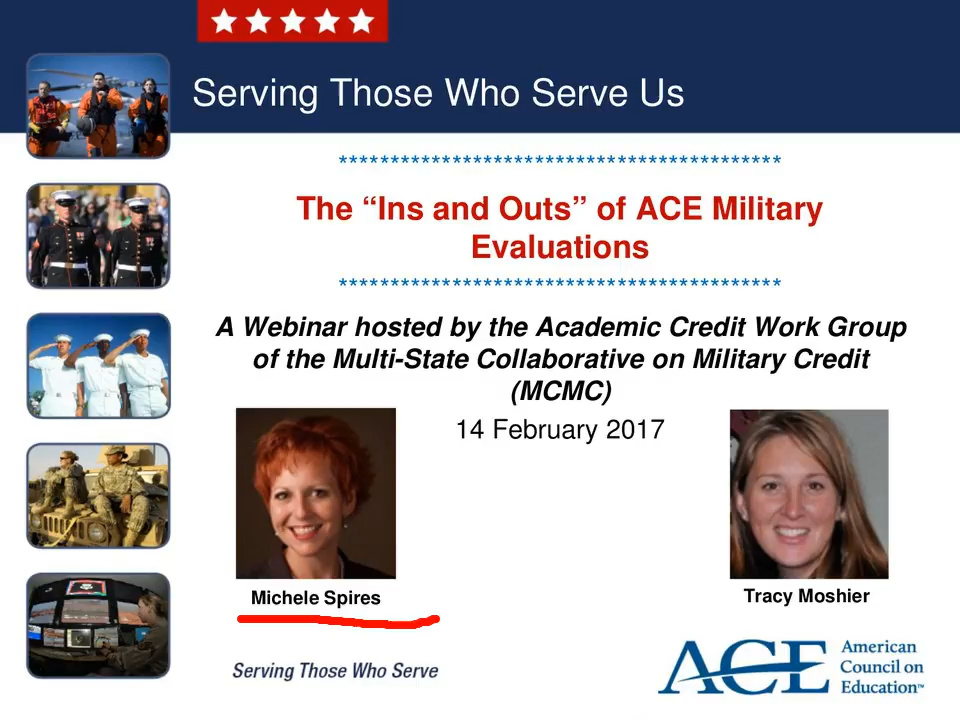 Serving Those Who Serve Us
*******************************************
The “Ins and Outs” of ACE Military
Evaluations
*******************************************
A Webinar hosted by the Academic Credit Work Group
of the Multi-State Collaborative on Military Credit
(MCMC)
14 February 2017
Michele Spires
Tracy Moshier
Serving Those Who Serve
ACE
American
Council on
Education™